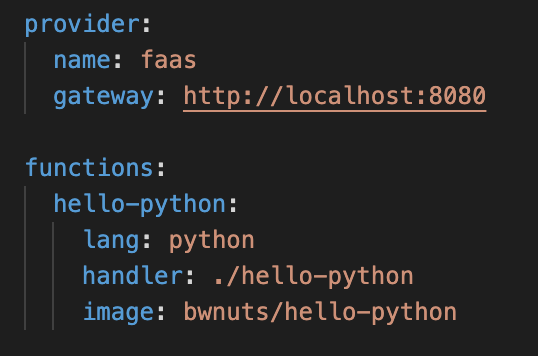 provider:
  name: faas
  gateway: http://localhost:8080

functions:
  hello-python:
    lang: python
    handler: ./hello-python
    image: bwnuts/hello-python